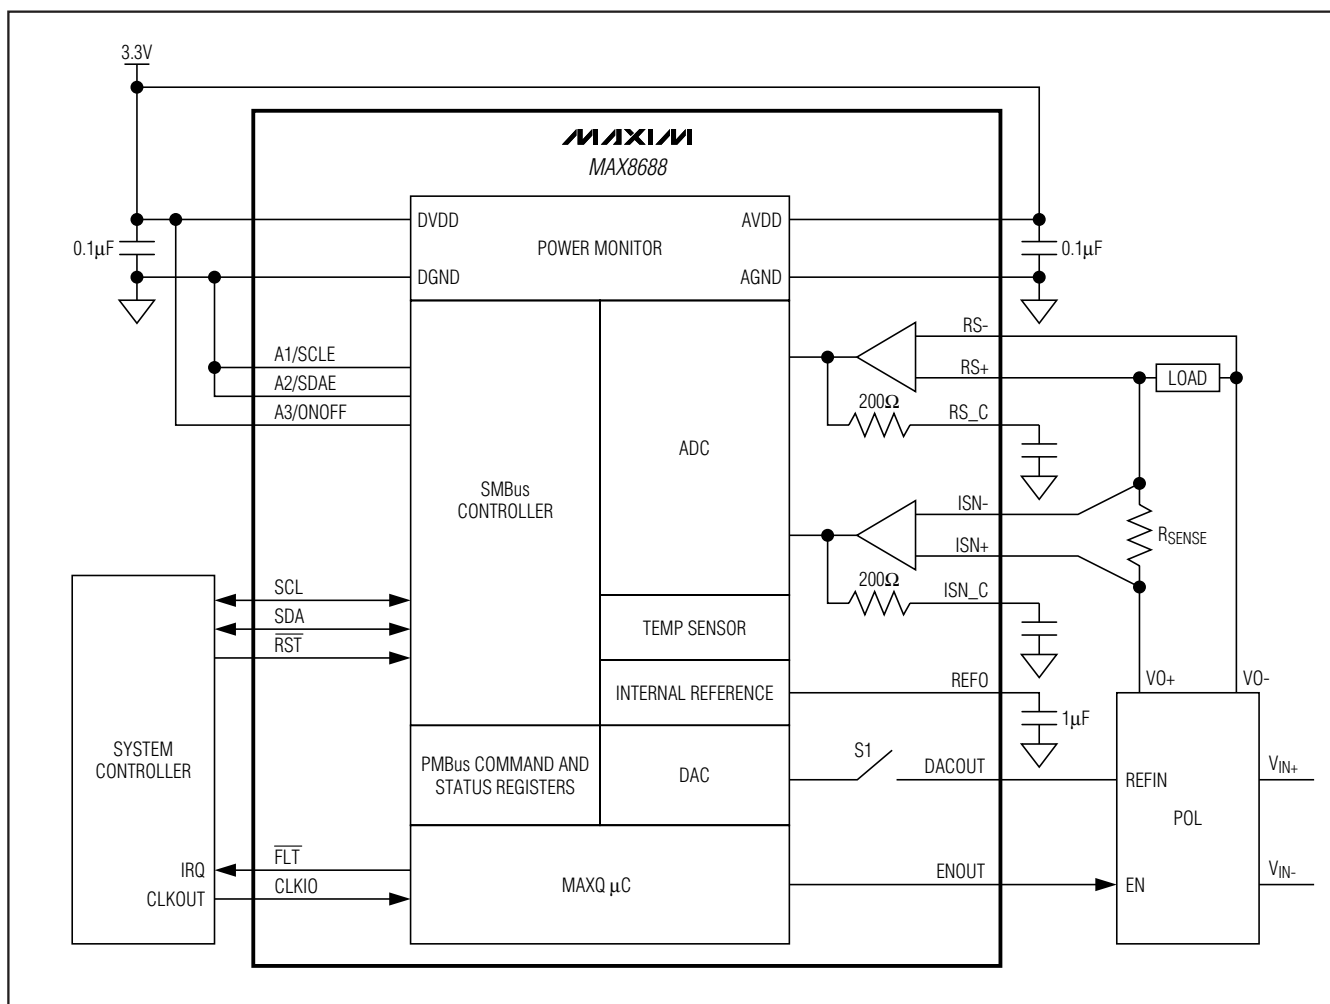 3.3V
MAXIM
MAX8688
DVDD
AVDD
0.1µF
POWER MONITOR
0.1µF
DGND
AGND
A1/SCLE
A2/SDAE
A3/ONOFF
RS-
RS+
LOAD
200Ω
RS_C
ADC
SMBus
CONTROLLER
ISN-
ISN+
RSENSE
200Ω
ISN_C
SCL
SDA
RST
TEMP SENSOR
INTERNAL REFERENCE
REFO
1µF
VO+
VO-
SYSTEM
CONTROLLER
PMBus COMMAND AND
STATUS REGISTERS
DAC
S1
DACOUT
REFIN
VIN+
POL
IRQ
FLT
CLKOUT
CLKIO
MAXQ µC
ENOUT
EN
VIN-